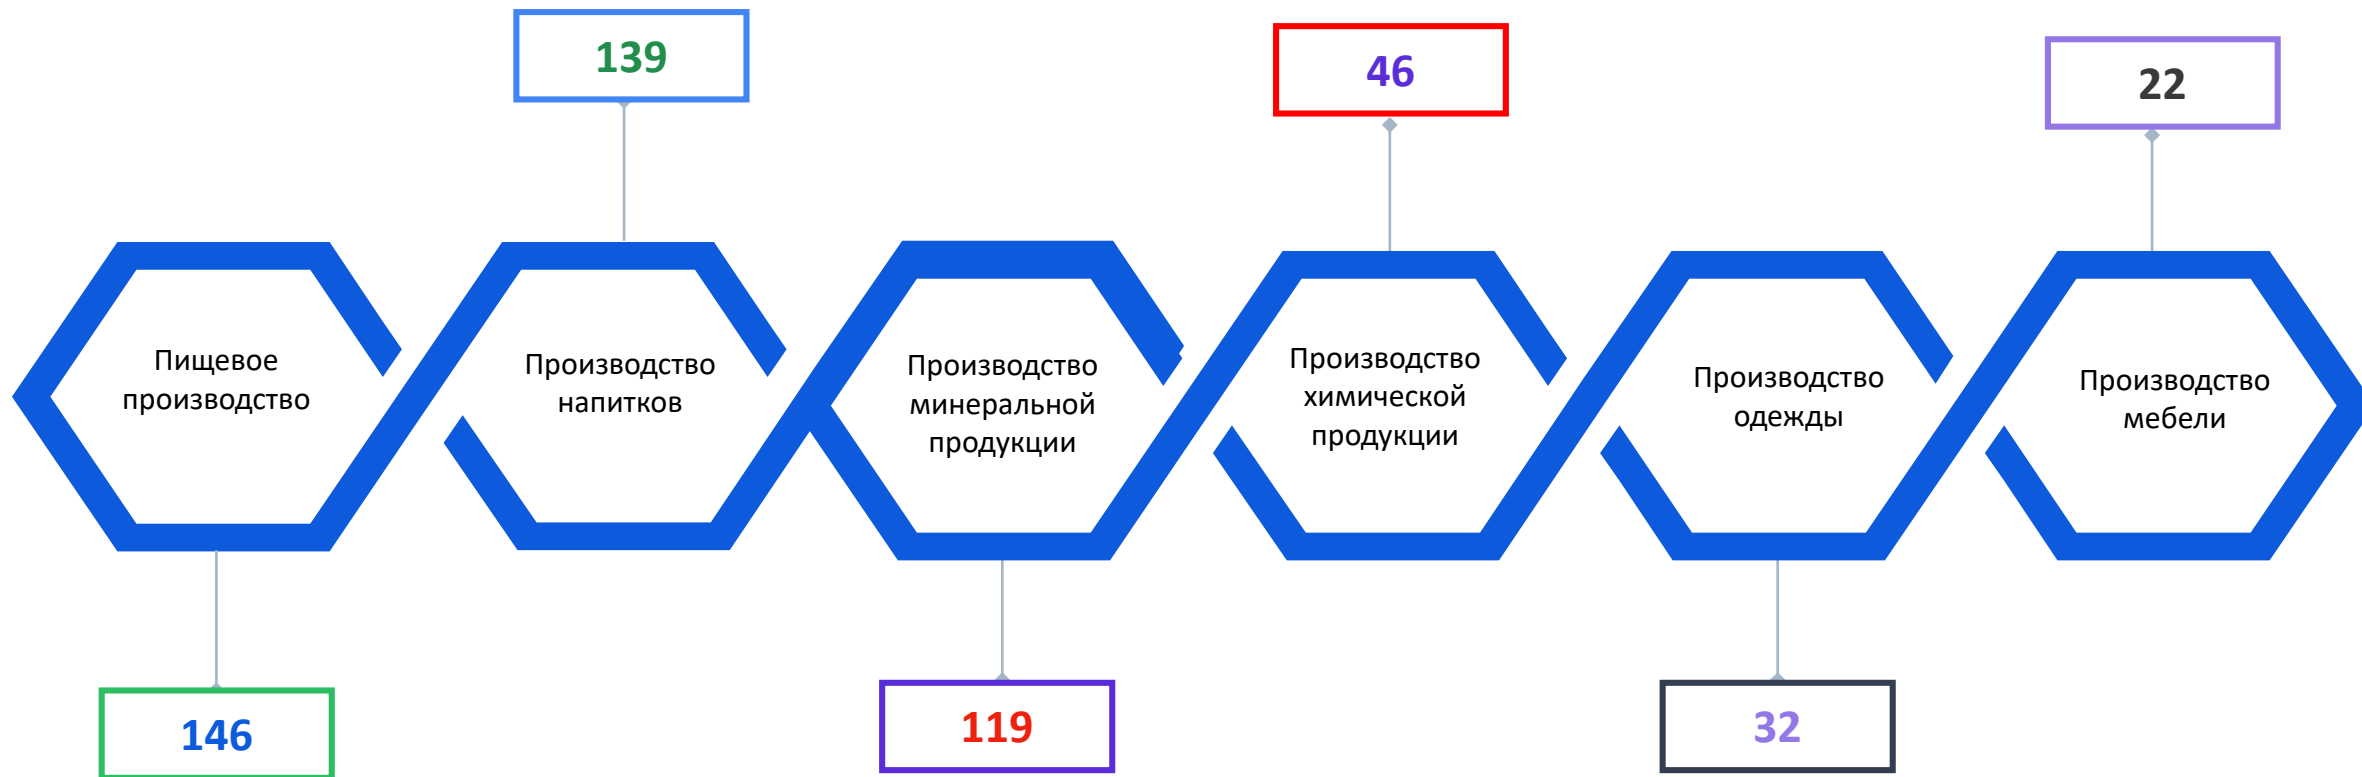 139
46
22
Пищевое
производство
Производство
напитков
Производство
минеральной
продукции
Производство
химической
продукции
Производство
одежды
Производство
мебели
146
119
32